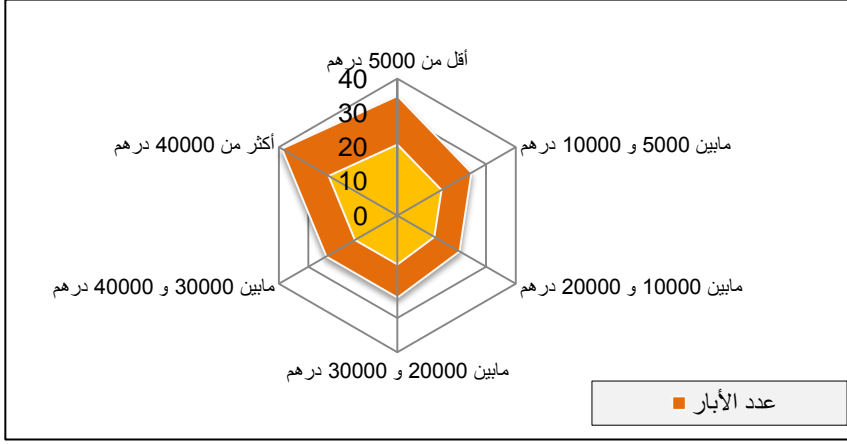 أقل من 5000 درهم
مابين 5000 و 10000 درهم
مابين 10000 و 20000 درهم
مابين 20000 و 30000 درهم
مابين 30000 و 40000 درهم
أكثر من 40000 درهم
40
30
20
10
0
عدد الأبار